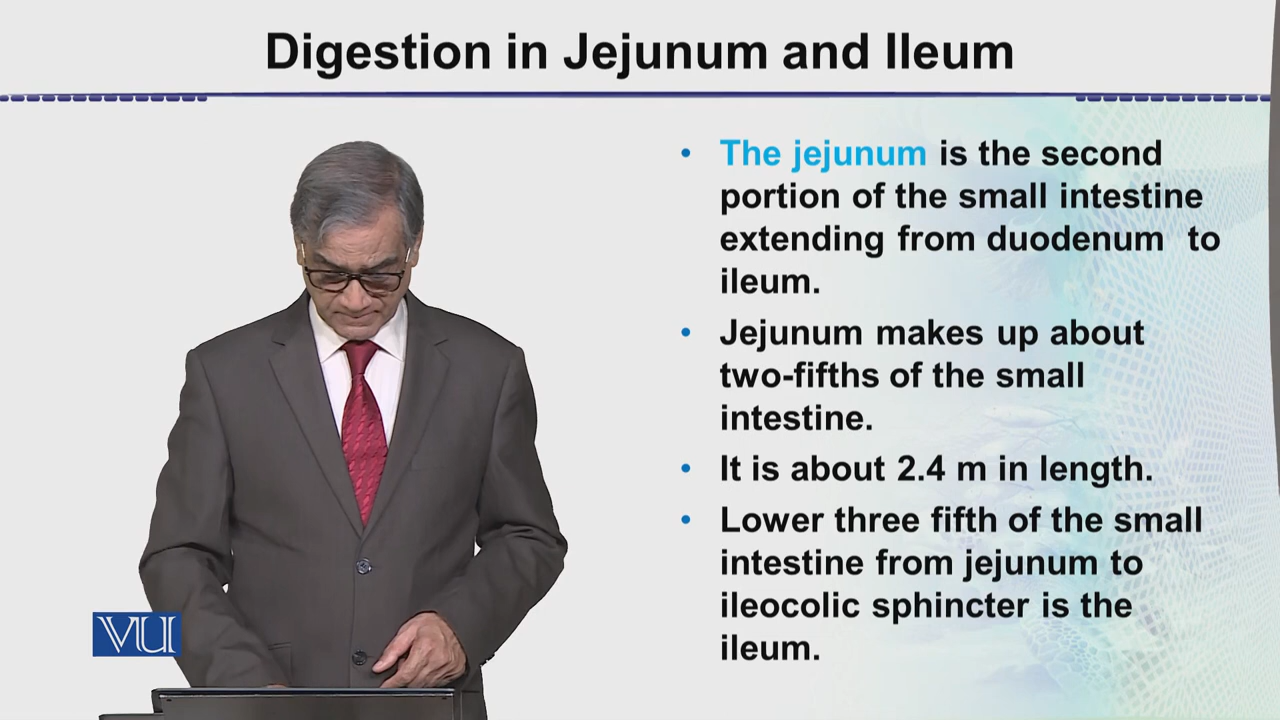 Digestion in Jejunum and Ileum
• The jejunum is the second
portion of the small intestine
extending from duodenum to
ileum.
• Jejunum makes up about
two-fifths of the small
intestine.
• It is about 2.4 m in length.
• Lower three fifth of the small
intestine from jejunum to
ileocolic sphincter is the
ileum.
VU